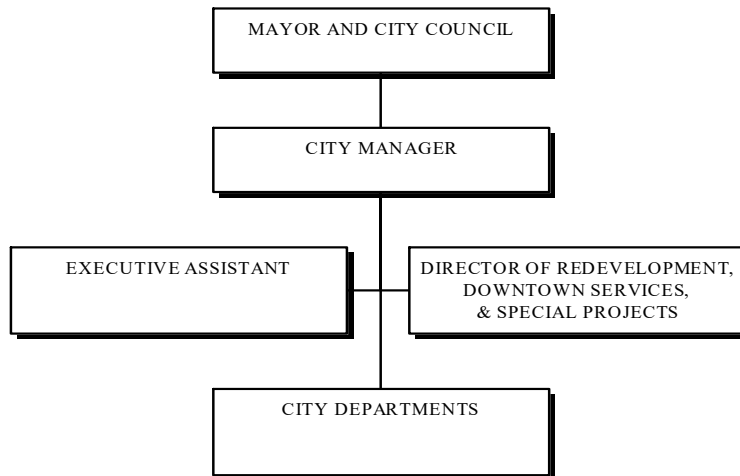 MAYOR AND CITY COUNCIL
CITY MANAGER
EXECUTIVE ASSISTANT
DIRECTOR OF REDEVELOPMENT,
DOWNTOWN SERVICES,
& SPECIAL PROJECTS
CITY DEPARTMENTS